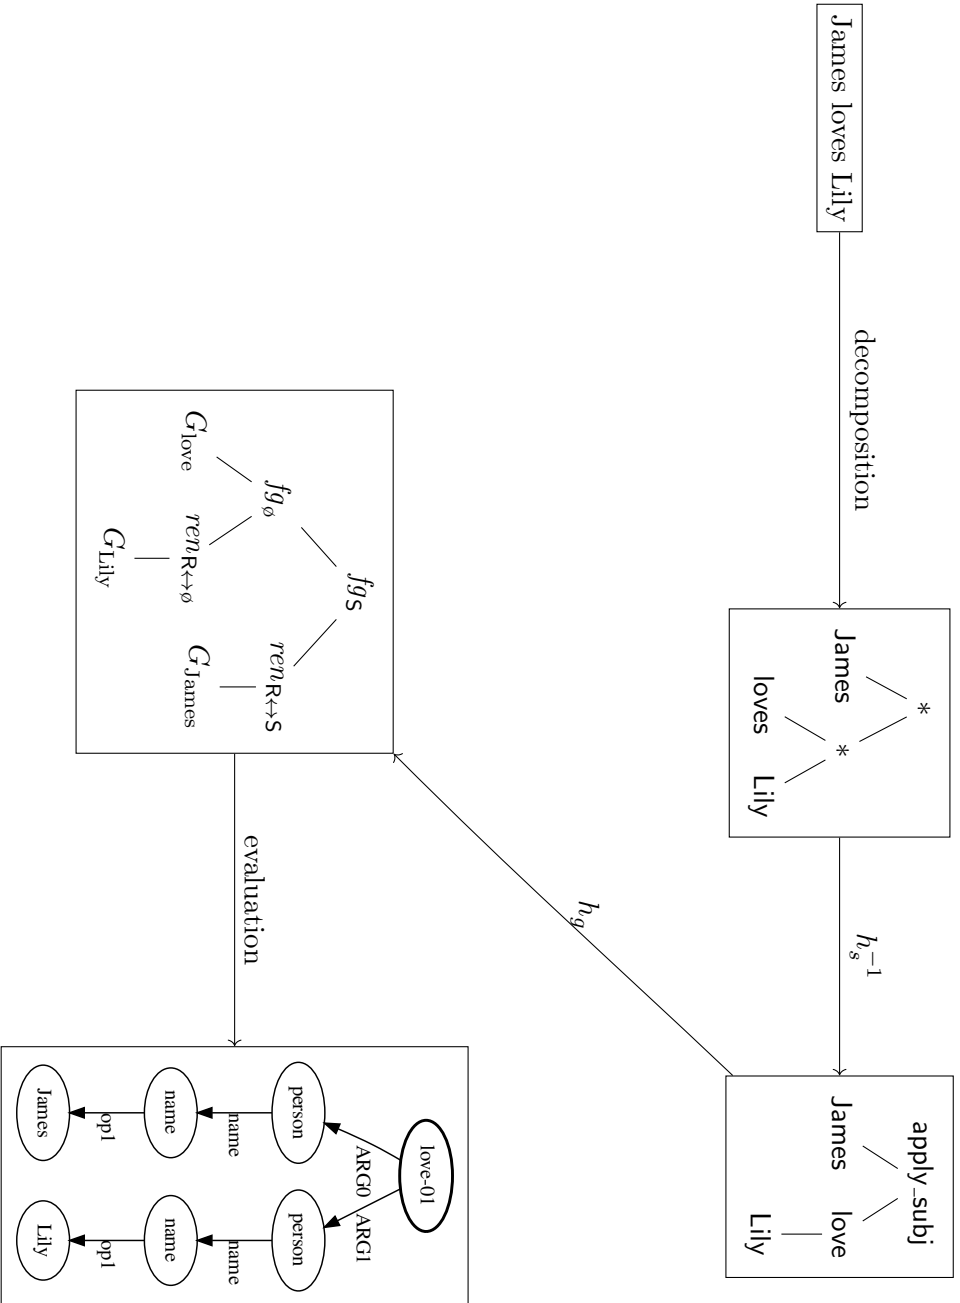 James loves Lily
decomposition
*
James *
loves Lily
h_s^{-1}
apply_subj
James love
Lily
h_g
fg_S
fg_ø ren_{R↔S}
G_love ren_{R↔ø} G_James
G_Lily
evaluation
love-01
ARG0 ARG1
person person
name name
name name
op1 op1
James Lily